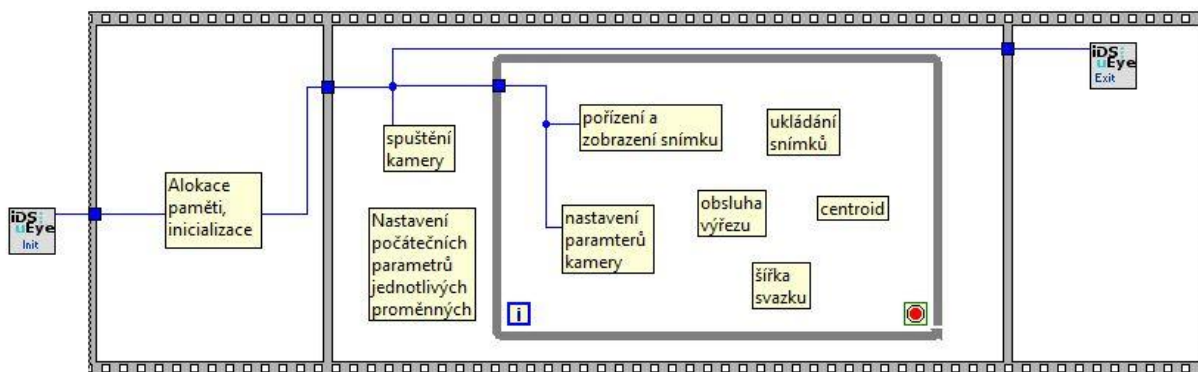 iDS
uEye
Init
Alokace
paměti,
inicializace
spuštění
kamery
Nastavení
počátečních
parametrů
jednotlivých
proměnných
pořízení a
zobrazení snímku
nastavení
paramterů
kamery
ukládání
snímků
obsluha
výřezu
centroid
šířka
svazku
i
iDS
uEye
Exit